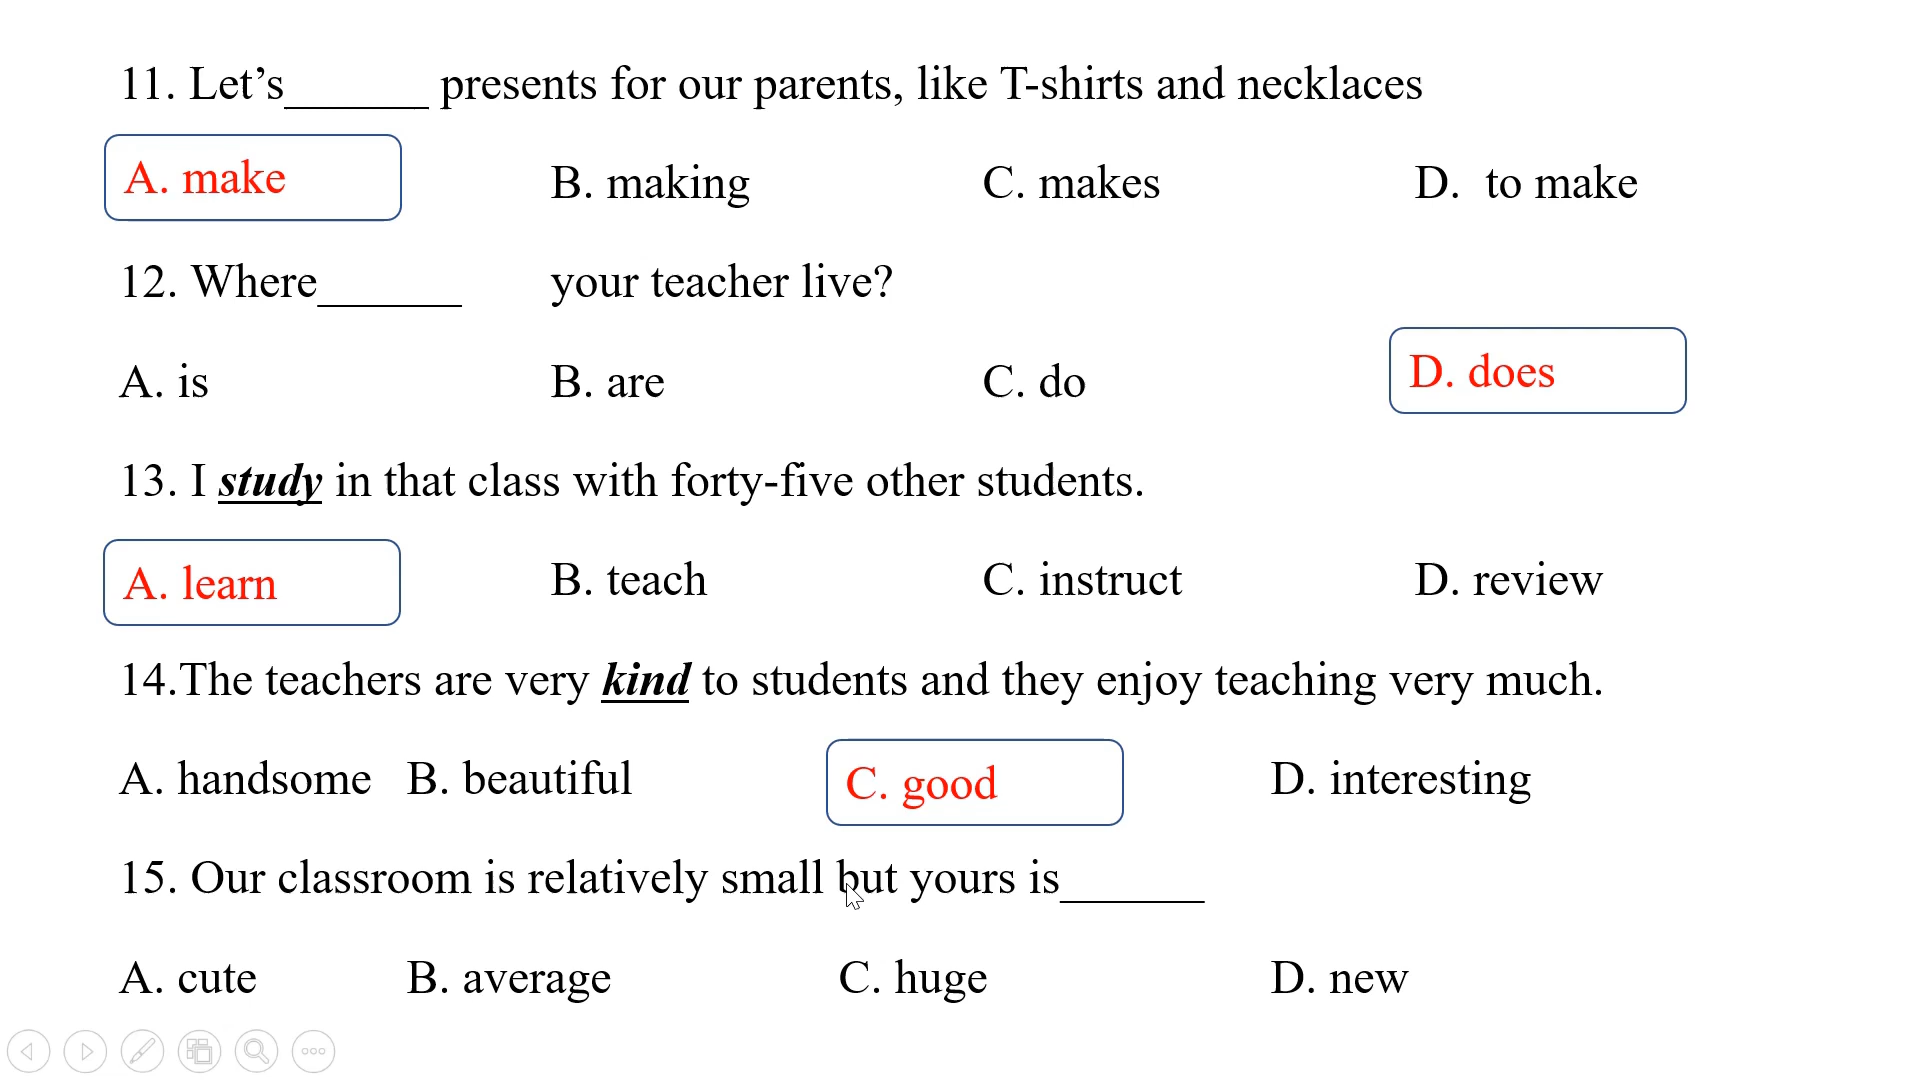 11. Let’s______ presents for our parents, like T-shirts and necklaces
A. make B. making C. makes D. to make
12. Where______ your teacher live?
A. is B. are C. do D. does
13. I study in that class with forty-five other students.
A. learn B. teach C. instruct D. review
14.The teachers are very kind to students and they enjoy teaching very much.
A. handsome B. beautiful C. good D. interesting
15. Our classroom is relatively small but yours is______
A. cute B. average C. huge D. new